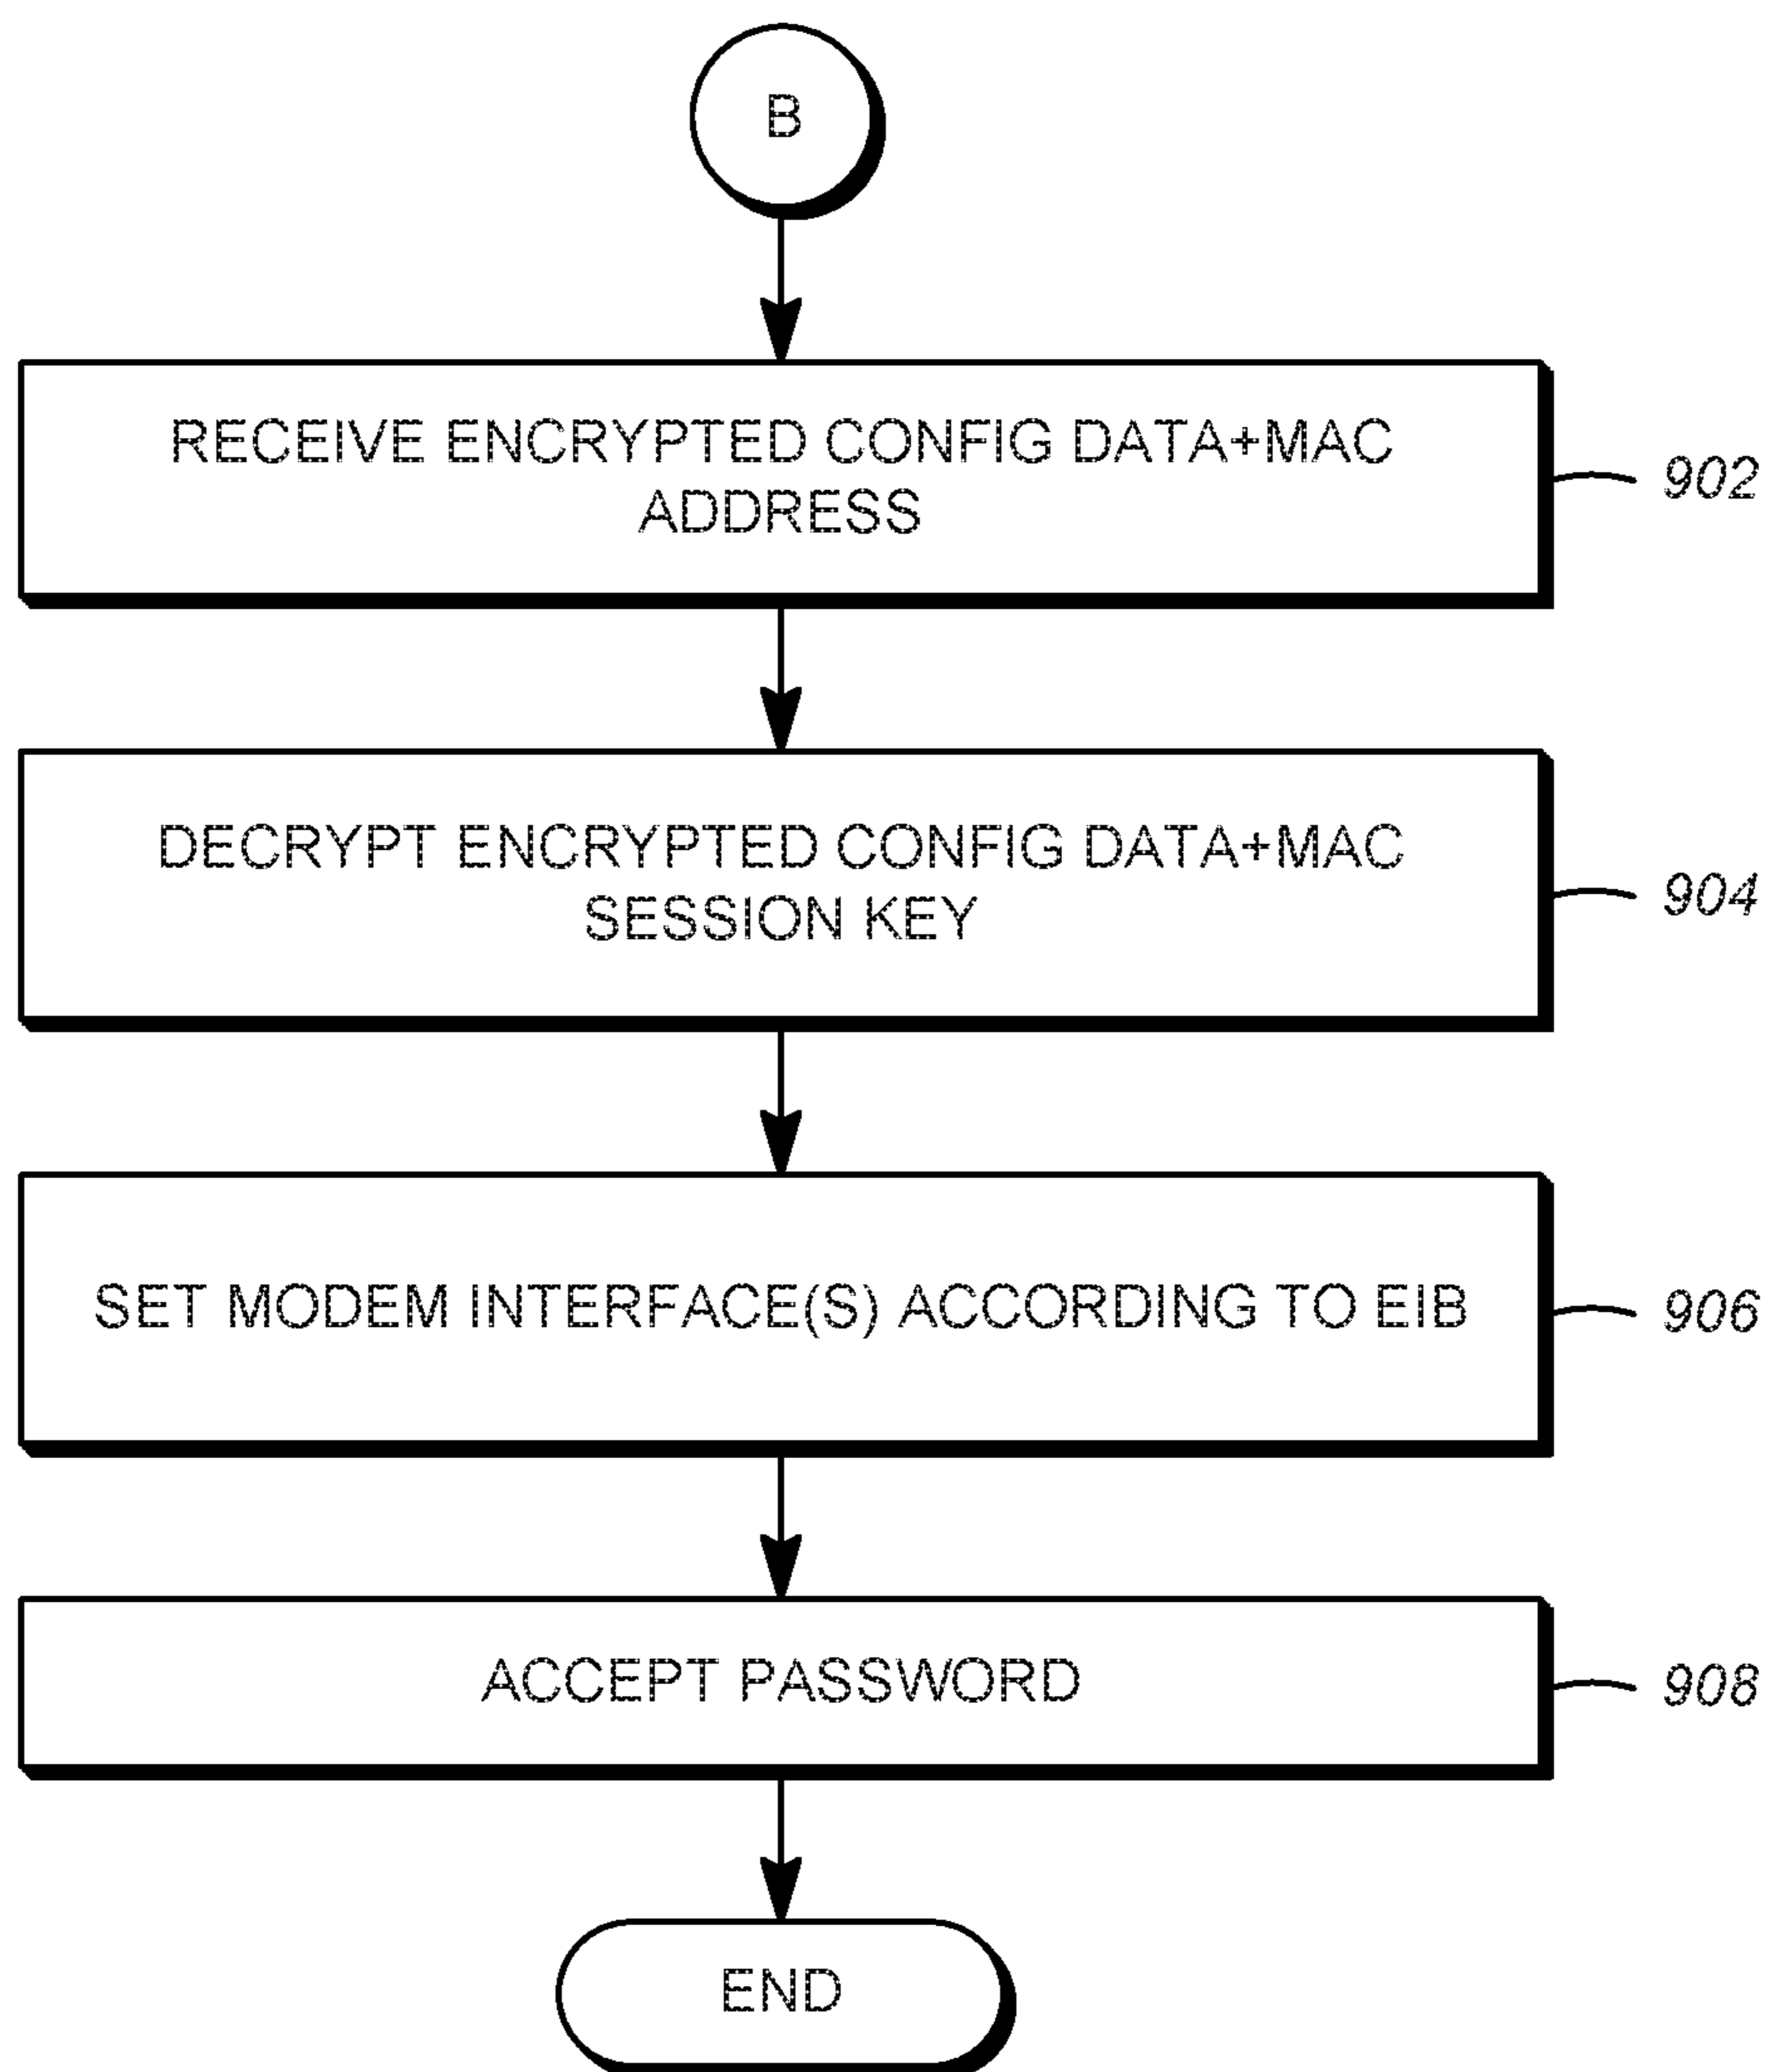 B
RECEIVE ENCRYPTED CONFIG DATA+MAC
ADDRESS
902
DECRYPT ENCRYPTED CONFIG DATA+MAC
SESSION KEY
904
SET MODEM INTERFACE(S) ACCORDING TO EIB
906
ACCEPT PASSWORD
908
END